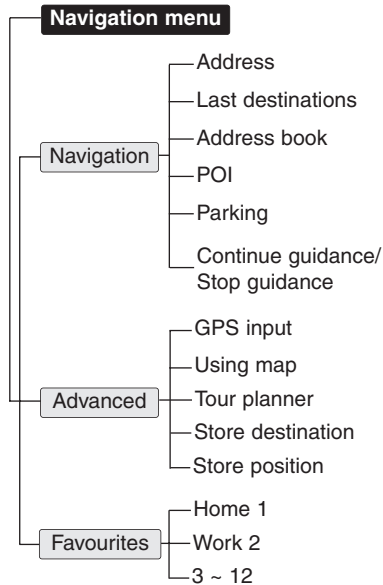 Navigation menu
Navigation
Address
Last destinations
Address book
POI
Parking
Continue guidance/
Stop guidance
Advanced
GPS input
Using map
Tour planner
Store destination
Store position
Favourites
Home 1
Work 2
3 ~ 12